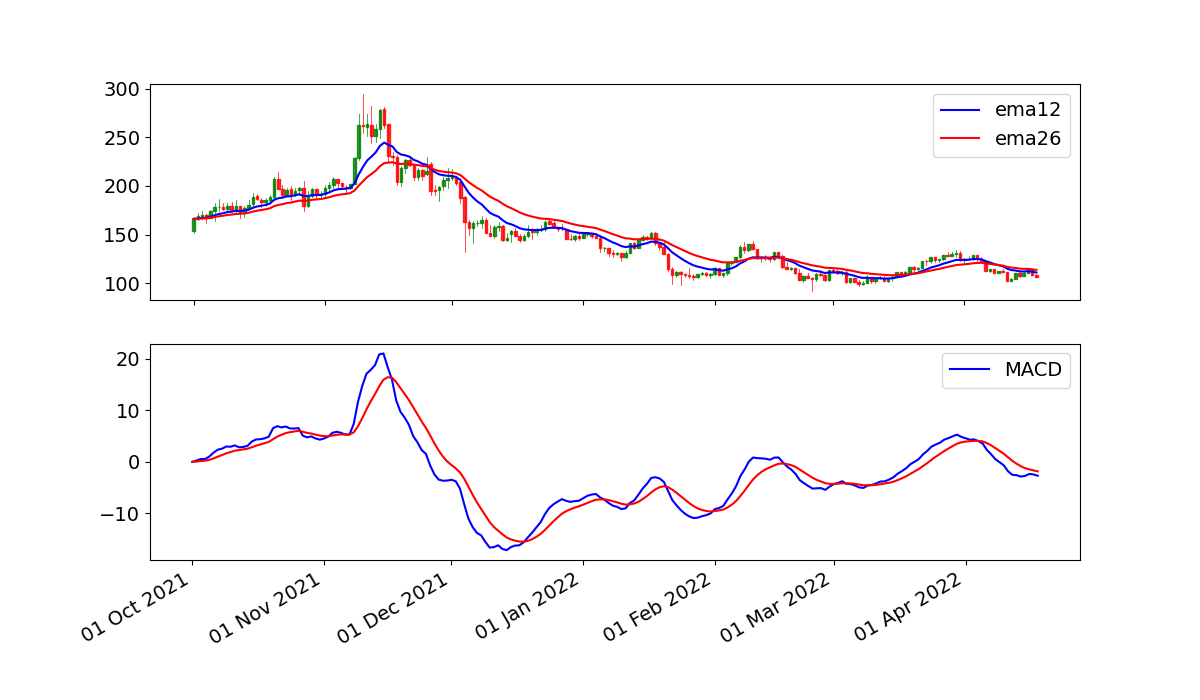 300
250
200
150
100
ema12
ema26
20
10
0
−10
MACD
01 Oct 2021
01 Nov 2021
01 Dec 2021
01 Jan 2022
01 Feb 2022
01 Mar 2022
01 Apr 2022